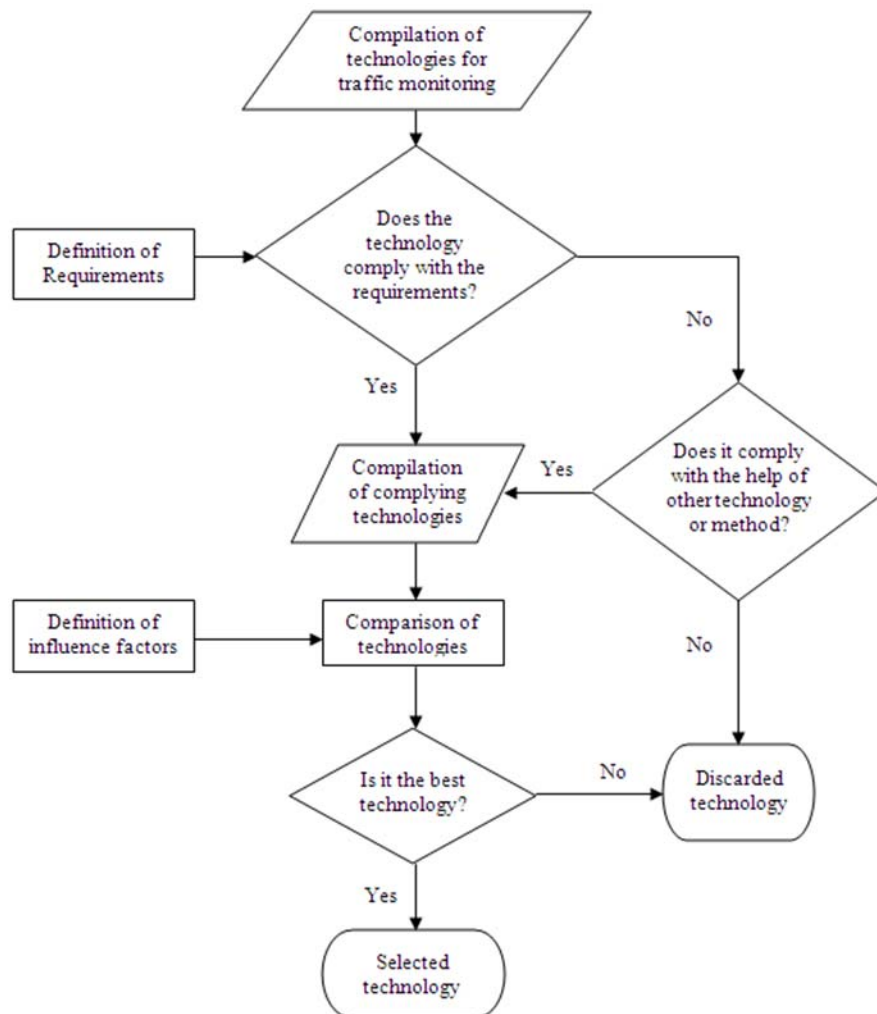 Compilation of
technologies for
traffic monitoring
Does the
technology
comply with the
requirements?
Definition of
Requirements
No
Yes
Does it comply
with the help of
other technology
or method?
Yes
Compilation
of complying
technologies
Definition of
influence factors
Comparison of
technologies
No
Is it the best
technology?
No
Discarded
technology
Yes
Selected
technology